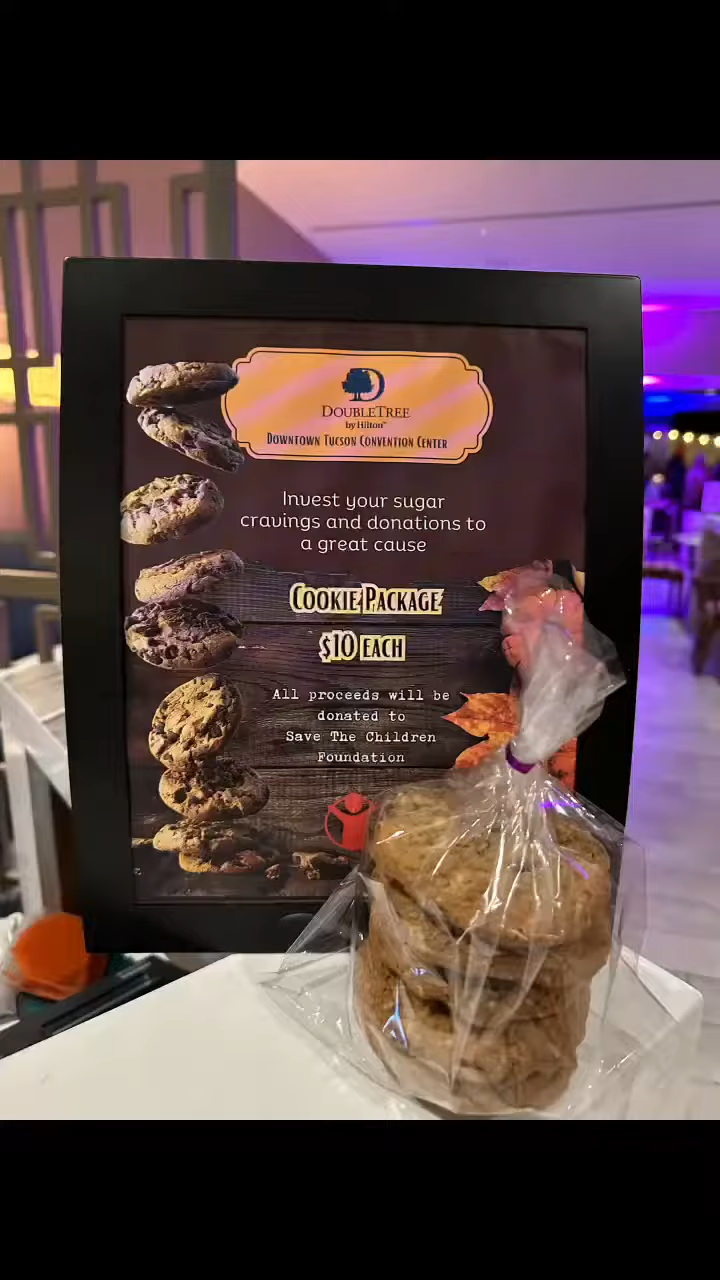 DOUBLETREE
by Hilton™
DOWNTOWN TUCSON CONVENTION CENTER
Invest your sugar
cravings and donations to
a great cause
COOKIE PACKAGE
$10 EACH
All proceeds will be
donated to
Save The Children
Foundation